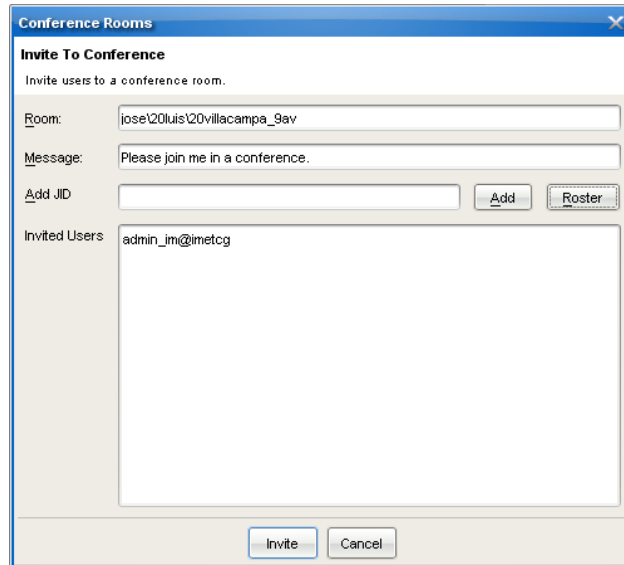 Conference Rooms
Invite To Conference
Invite users to a conference room.
Room: jose\20luis\20villacampa_9av
Message: Please join me in a conference.
Add JID Add Roster
Invited Users admin_im@imetcg
Invite Cancel